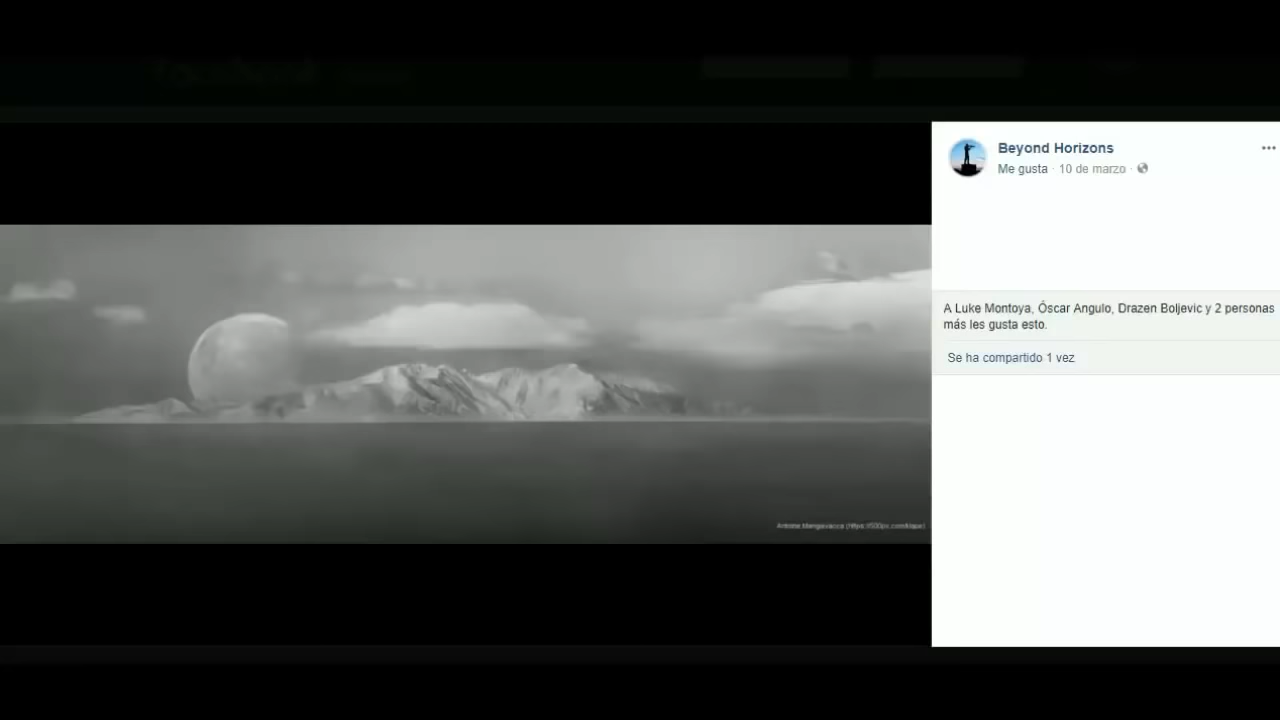 Beyond Horizons
Me gusta · 10 de marzo ·
A Luke Montoya, Óscar Angulo, Drazen Boljevic y 2 personas
más les gusta esto.
Se ha compartido 1 vez